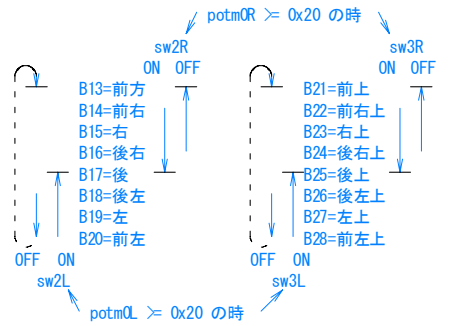 potm0R >= 0x20 の時
sw2R
sw3R
ON OFF
ON OFF
B13=前方
B14=前右
B15=右
B16=後右
B17=後
B18=後左
B19=左
B20=前左
B21=前上
B22=前右上
B23=右上
B24=後右上
B25=後上
B26=後左上
B27=左上
B28=前左上
OFF ON
OFF ON
sw2L
sw3L
potm0L >= 0x20 の時